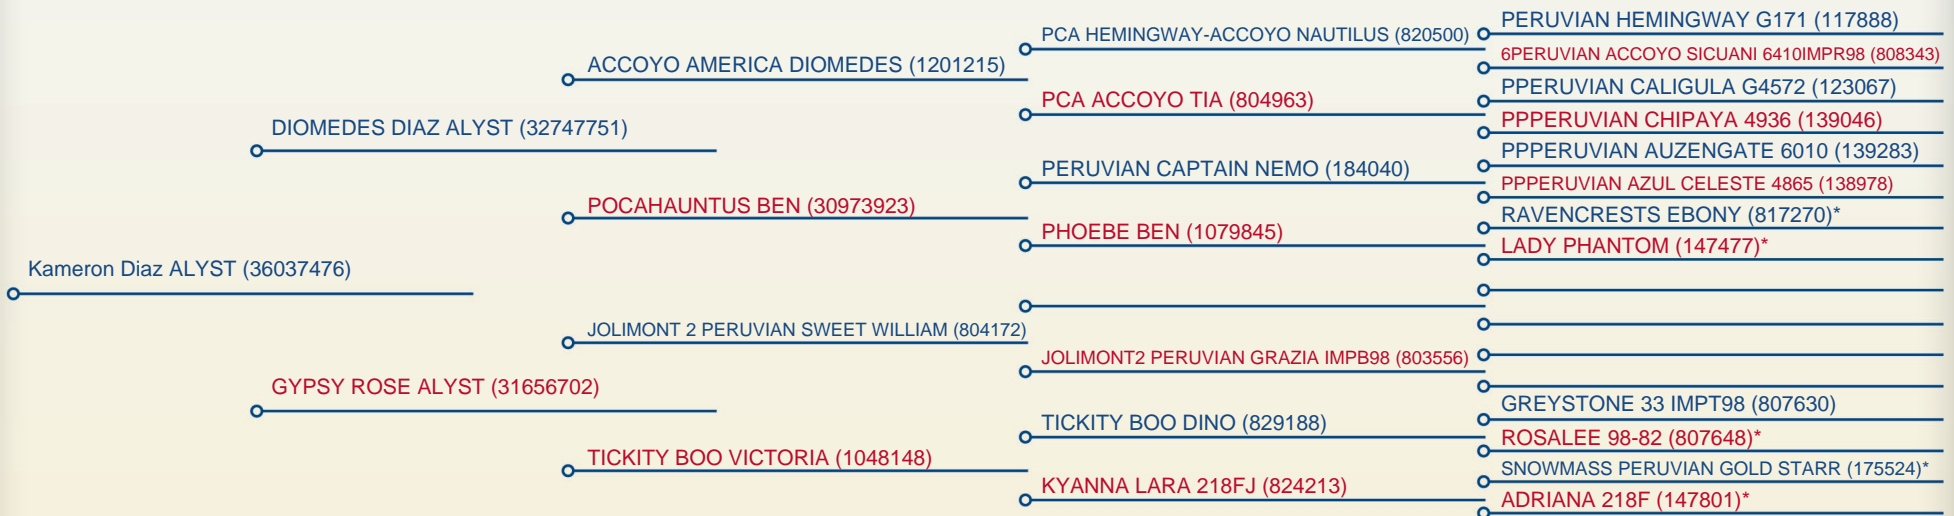 PERUVIAN HEMINGWAY G171 (117888)
PCA HEMINGWAY-ACCOYO NAUTILUS (820500)
6PERUVIAN ACCOYO SICUANI 6410IMPR98 (808343)
ACCOYO AMERICA DIOMEDES (1201215)
PPERUVIAN CALIGULA G4572 (123067)
PCA ACCOYO TIA (804963)
PPPERUVIAN CHIPAYA 4936 (139046)
DIOMEDES DIAZ ALYST (32747751)
PPPERUVIAN AUZENGATE 6010 (139283)
PERUVIAN CAPTAIN NEMO (184040)
PPPERUVIAN AZUL CELESTE 4865 (138978)
POCAHAUNTUS BEN (30973923)
RAVENCRESTS EBONY (817270)*
PHOEBE BEN (1079845)
LADY PHANTOM (147477)*
Kameron Diaz ALYST (36037476)
JOLIMONT 2 PERUVIAN SWEET WILLIAM (804172)
JOLIMONT2 PERUVIAN GRAZIA IMPB98 (803556)
GYPSY ROSE ALYST (31656702)
GREYSTONE 33 IMPT98 (807630)
TICKITY BOO DINO (829188)
ROSALEE 98-82 (807648)*
TICKITY BOO VICTORIA (1048148)
SNOWMASS PERUVIAN GOLD STARR (175524)*
KYANNA LARA 218FJ (824213)
ADRIANA 218F (147801)*